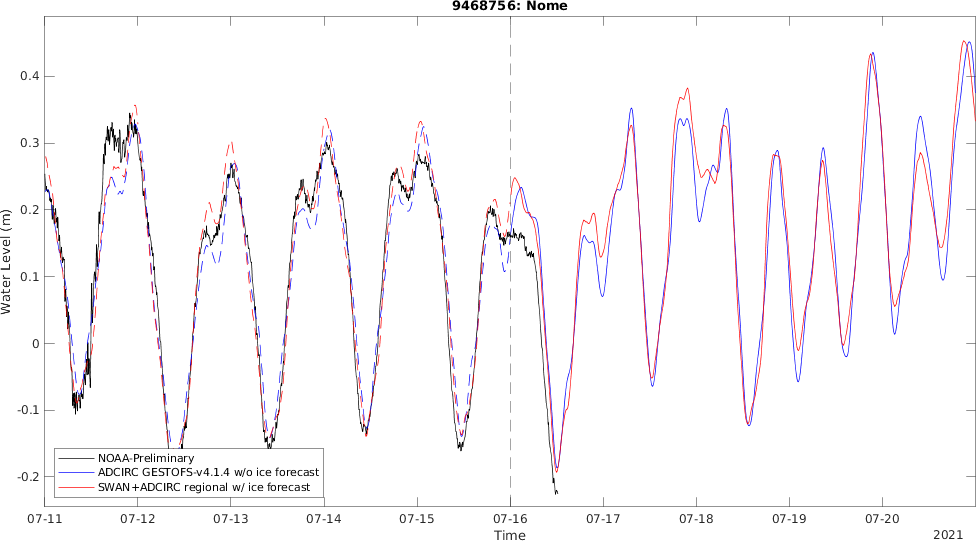 9468756: Nome
Water Level (m)
0.4
0.3
0.2
0.1
0
-0.1
-0.2
NOAA-Preliminary
ADCIRC GESTOFS-v4.1.4 w/o ice forecast
SWAN+ADCIRC regional w/ ice forecast
07-11 07-12 07-13 07-14 07-15 07-16 07-17 07-18 07-19 07-20
Time
2021